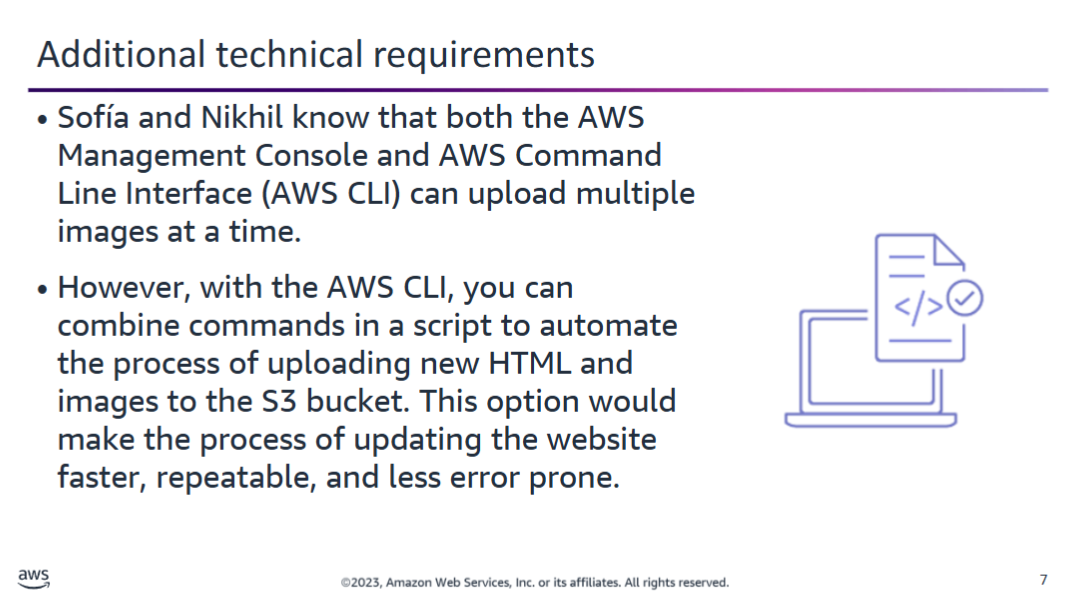 Additional technical requirements
• Sofía and Nikhil know that both the AWS
Management Console and AWS Command
Line Interface (AWS CLI) can upload multiple
images at a time.
• However, with the AWS CLI, you can
combine commands in a script to automate
the process of uploading new HTML and
images to the S3 bucket. This option would
make the process of updating the website
faster, repeatable, and less error prone.
</>
aws
©2023, Amazon Web Services, Inc. or its affiliates. All rights reserved.
7